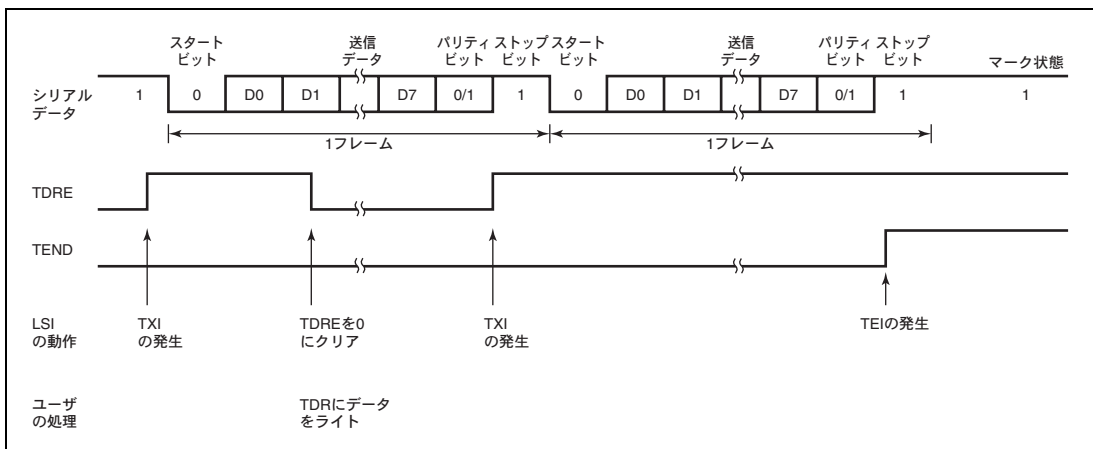 スタート
ビット
送信
データ
パリティ
ビット
ストップ
ビット
スタート
ビット
送信
データ
パリティ
ビット
ストップ
ビット
マーク状態
シリアル
データ
1 0 D0 D1 D7 0/1 1 0 D0 D1 D7 0/1 1 1
1フレーム 1フレーム
TDRE
TEND
LSI
の動作
TXI
の発生
TDREを0
にクリア
TXI
の発生
TEIの発生
ユーザ
の処理
TDRにデータ
をライト